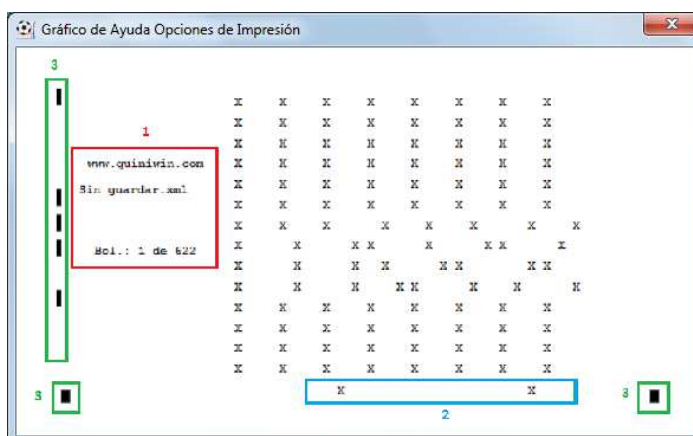 Gráfico de Ayuda Opciones de Impresión
3
X X X X X X X X
X X X X X X X X
1
X X X X X X X X
www.quiniwin.com X X X X X X X X
Sin guardar.xml X X X X X X X X
X X X X X X X X
X X X X X X X X
Bol.: 1 de 622 X X X X X X X X
X X X X X X X X
X X X X X X X X
X X X X X X X X
X X X X X X X X
X X X X X X X X
X X X X X X X X
3 X X 3
2